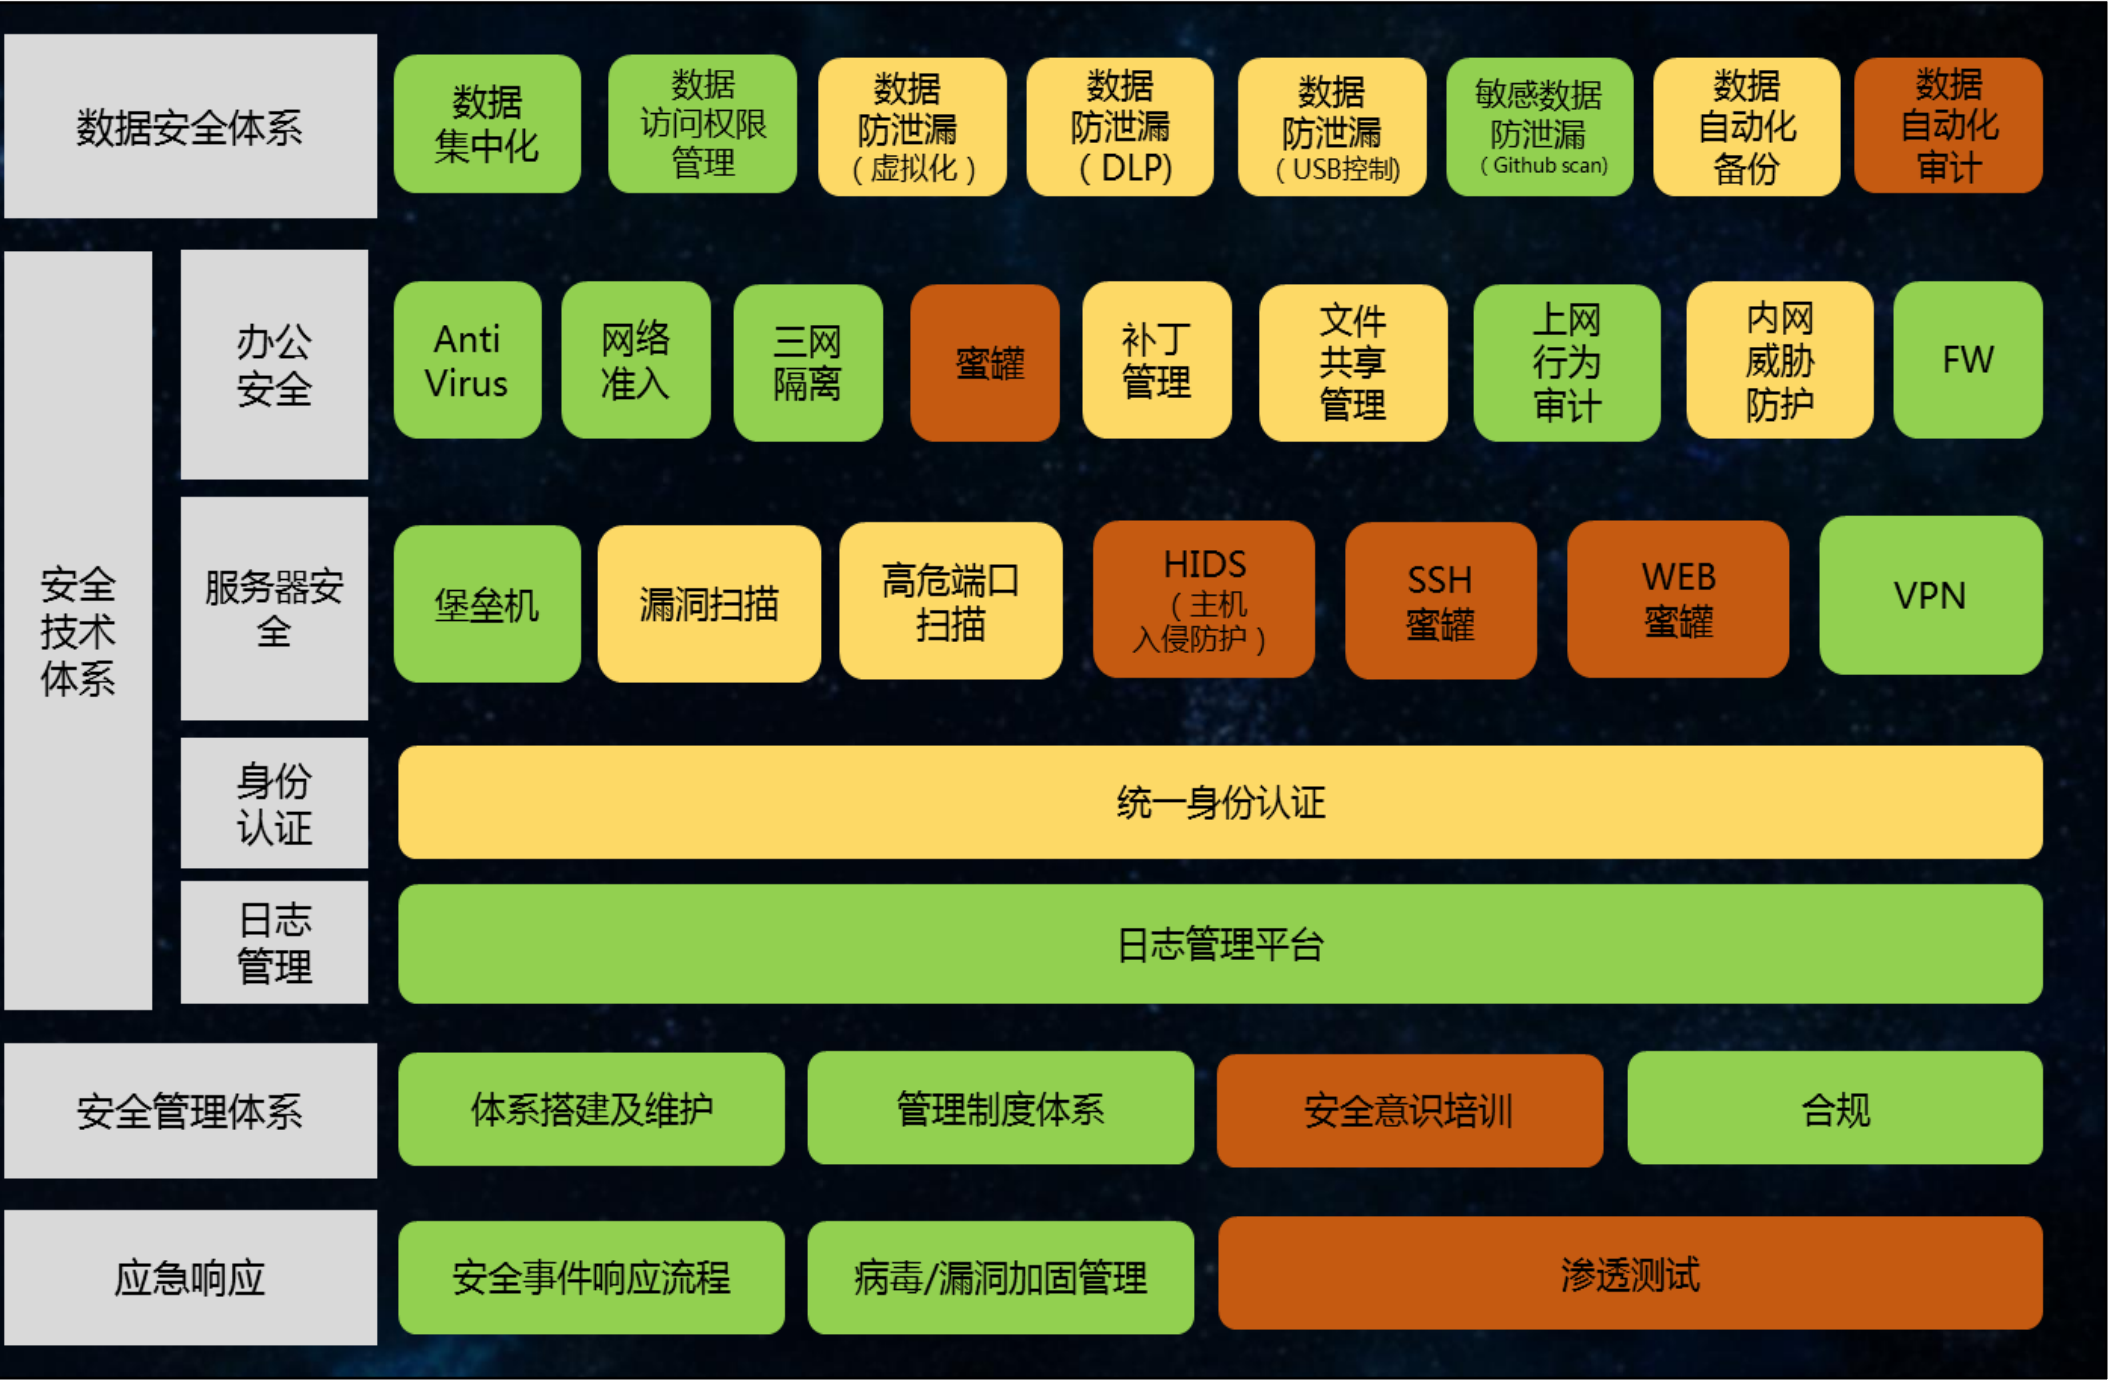 数据安全体系
数据
集中化
数据
访问权限
管理
数据
防泄漏
（虚拟化）
数据
防泄漏
（DLP)
数据
防泄漏
（USB控制)
敏感数据
防泄漏
（Github scan)
数据
自动化
备份
数据
自动化
审计
安全
技术
体系
办公
安全
Anti
Virus
网络
准入
三网
隔离
蜜罐
补丁
管理
文件
共享
管理
上网
行为
审计
内网
威胁
防护
FW
服务器安
全
堡垒机
漏洞扫描
高危端口
扫描
HIDS
（主机
入侵防护）
SSH
蜜罐
WEB
蜜罐
VPN
身份
认证
统一身份认证
日志
管理
日志管理平台
安全管理体系
体系搭建及维护
管理制度体系
安全意识培训
合规
应急响应
安全事件响应流程
病毒/漏洞加固管理
渗透测试